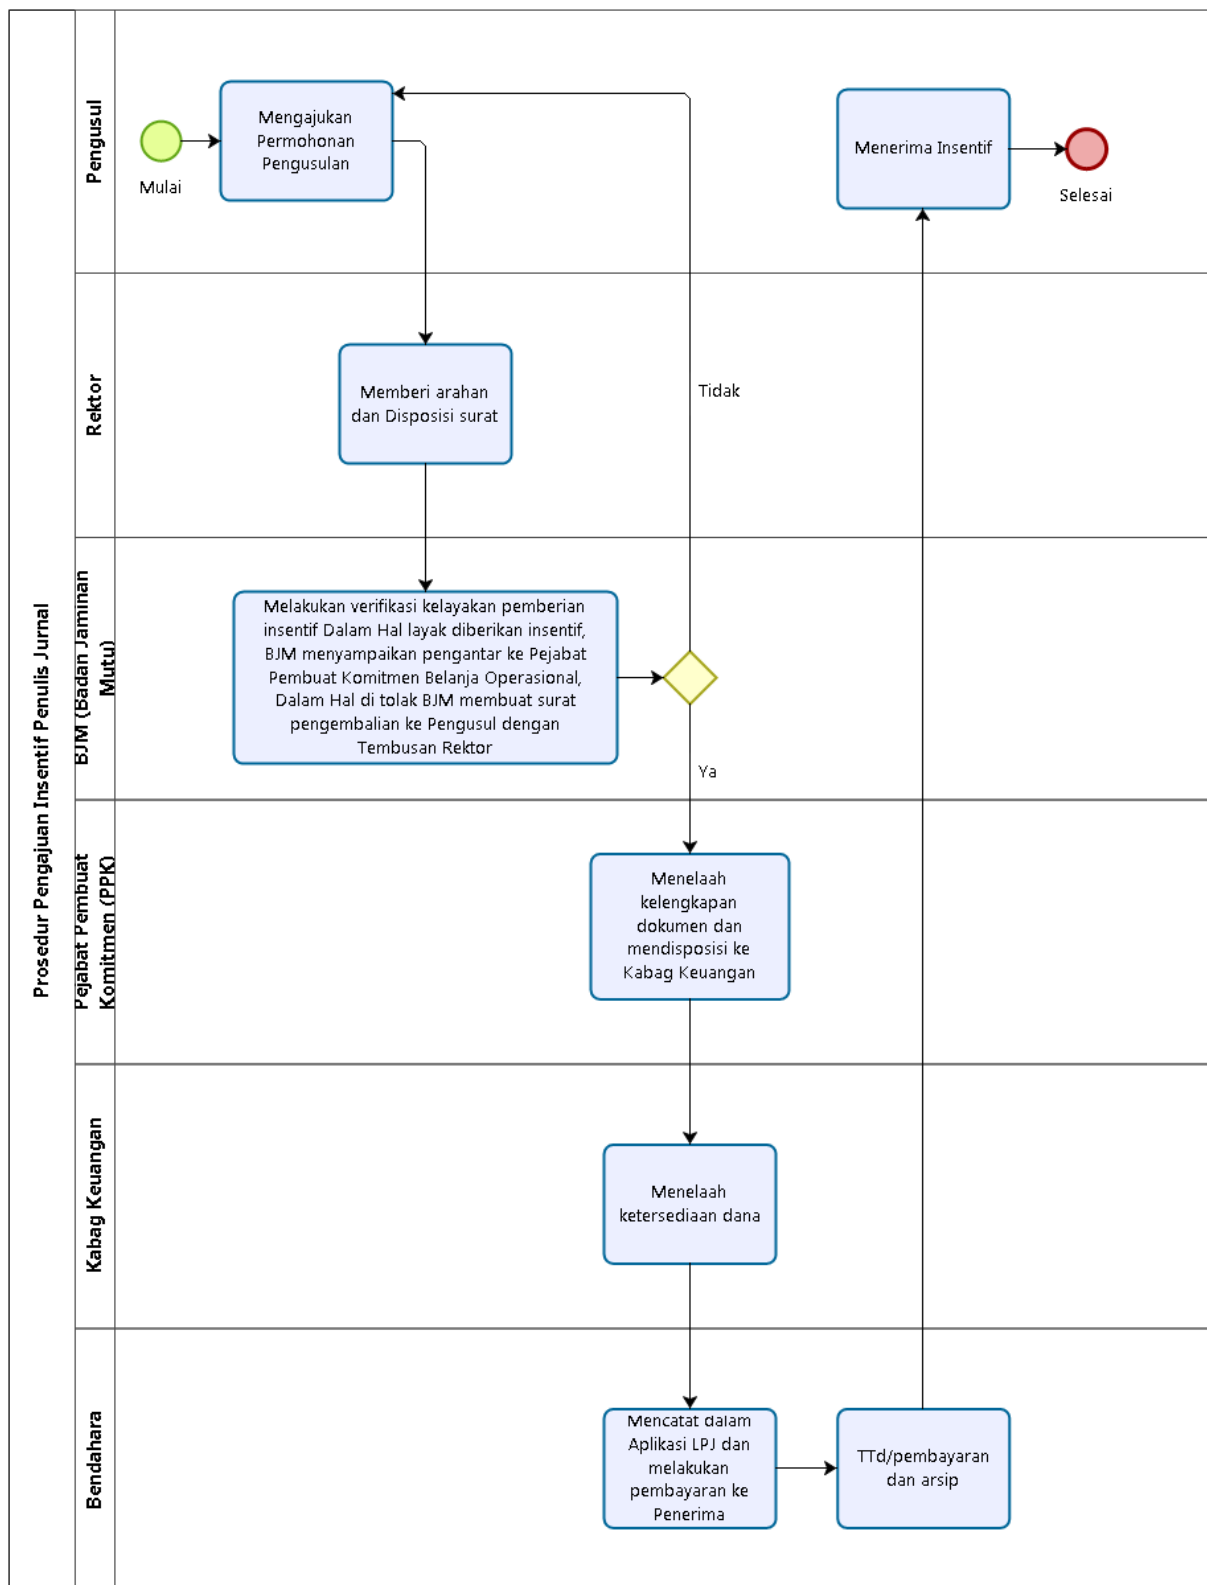 Prosedur Pengajuan Insentif Penulis Jurnal
Pengusul
Mulai
Mengajukan
Permohonan
Pengusulan
Menerima Insentif
Selesai
Rektor
Memberi arahan
dan Disposisi surat
Tidak
BJM (Badan Jaminan
Mutu)
Melakukan verifikasi kelayakan pemberian
insentif Dalam Hal layak diberikan insentif,
BJM menyampaikan pengantar ke Pejabat
Pembuat Komitmen Belanja Operasional,
Dalam Hal di tolak BJM membuat surat
pengembalian ke Pengusul dengan
Tembusan Rektor
Ya
Pejabat Pembuat
Komitmen (PPK)
Menelaah
kelengkapan
dokumen dan
mendisposisi ke
Kabag Keuangan
Kabag Keuangan
Menelaah
ketersediaan dana
Bendahara
Mencatat dalam
Aplikasi LPJ dan
melakukan
pembayaran ke
Penerima
TTd/pembayaran
dan arsip